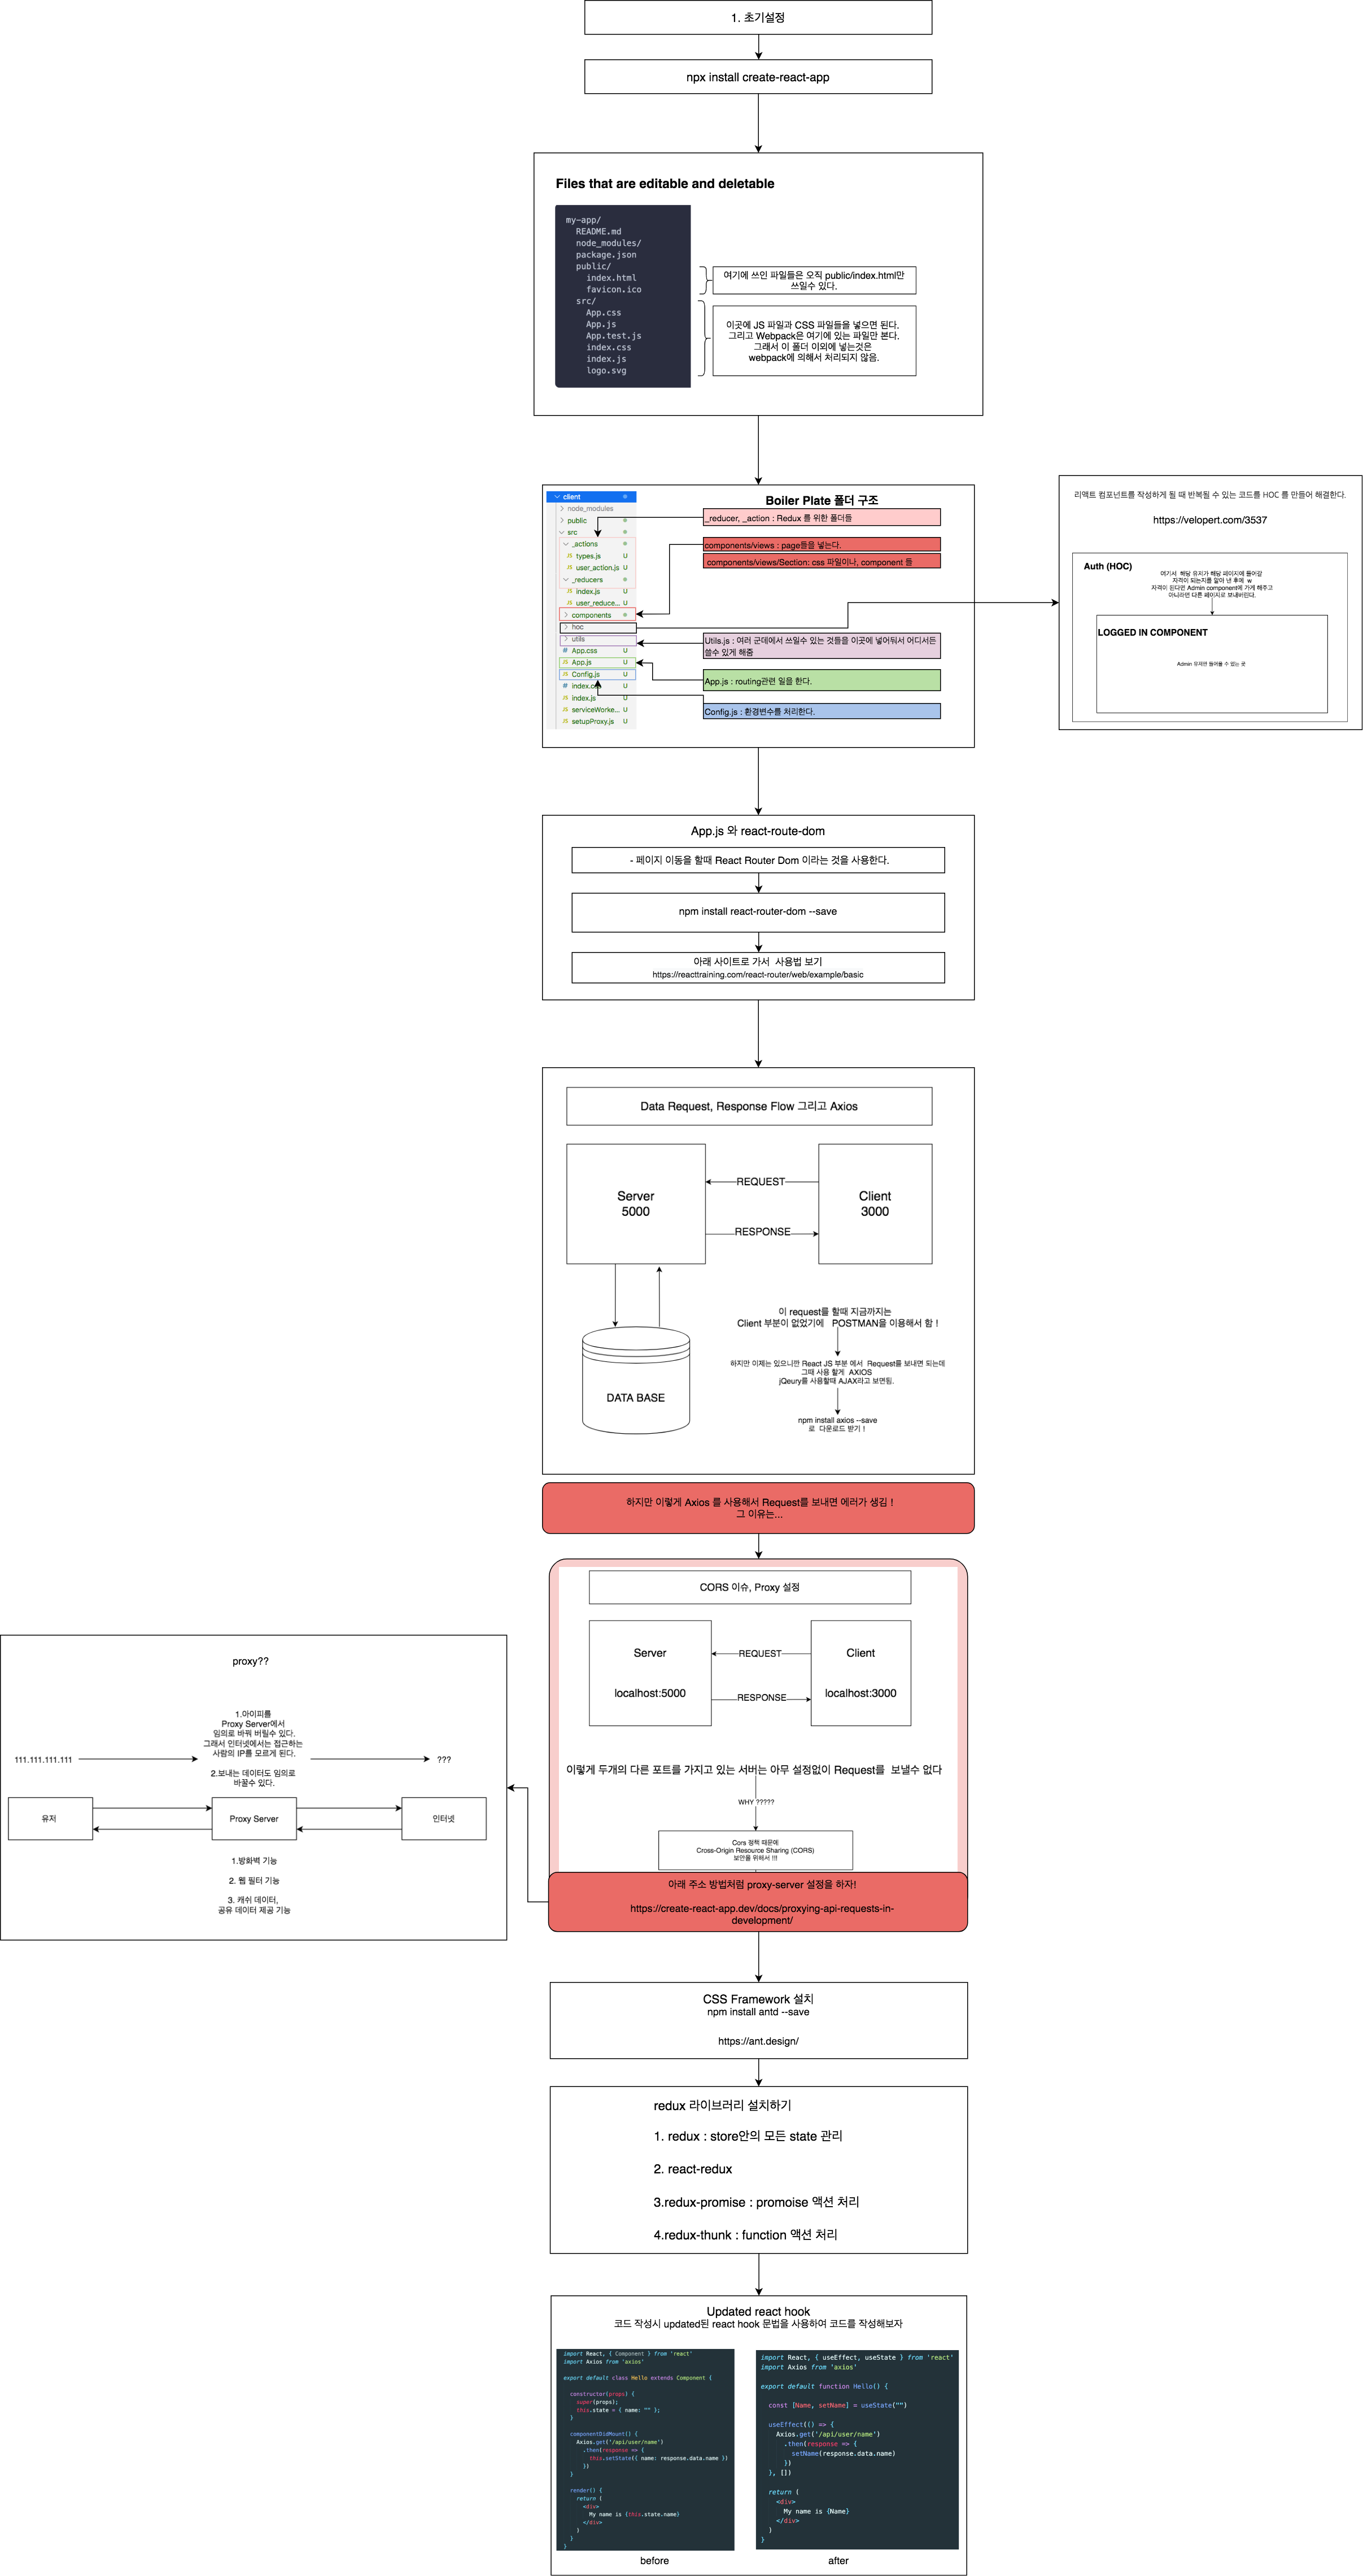 1. 초기설정
npx install create-react-app
Files that are editable and deletable
my-app/
README.md
node_modules/
package.json
public/
index.html
favicon.ico
src/
App.css
App.js
App.test.js
index.css
index.js
logo.svg
여기에 쓰인 파일들은 오직 public/index.html만
쓰일수 있다.
이곳에 JS 파일과 CSS 파일들을 넣으면 된다.
그리고 Webpack은 여기에 있는 파일만 본다.
그래서 이 폴더 이외에 넣는것은
webpack에 의해서 처리되지 않음.
Boiler Plate 폴더 구조
client
node_modules
public
src
_actions
JS types.js U
JS user_action.js U
_reducers
JS index.js U
JS user_reduce... U
components
hoc
utils
# App.css U
JS App.js U
JS Config.js U
# index.c U
JS index.js U
JS serviceWorke... U
JS setupProxy.js U
_reducer, _action : Redux 를 위한 폴더들
components/views : page들을 넣는다.
components/views/Section: css 파일이나, component 들
Utils.js : 여러 군데에서 쓰일수 있는 것들을 이곳에 넣어둬서 어디서든
쓸수 있게 해줌
App.js : routing관련 일을 한다.
Config.js : 환경변수를 처리한다.
리액트 컴포넌트를 작성하게 될 때 반복될 수 있는 코드를 HOC 를 만들어 해결한다.
https://velopert.com/3537
Auth (HOC)
여기서 해당 유저가 해당 페이지에 들어갈
자격이 되는지를 알아 낸 후에 w
자격이 된다면 Admin component에 가게 해주고
아니라면 다른 페이지로 보내버린다.
LOGGED IN COMPONENT
Admin 유저만 들어올 수 있는 곳
App.js 와 react-route-dom
- 페이지 이동을 할때 React Router Dom 이라는 것을 사용한다.
npm install react-router-dom --save
아래 사이트로 가서 사용법 보기
https://reacttraining.com/react-router/web/example/basic
Data Request, Response Flow 그리고 Axios
Server
5000
REQUEST
RESPONSE
Client
3000
DATA BASE
이 request를 할때 지금까지는
Client 부분이 없었기에 POSTMAN을 이용해서 함 !
하지만 이제는 있으니깐 React JS 부분 에서 Request를 보내면 되는데
그때 사용 할게 AXIOS
jQeury를 사용할때 AJAX라고 보면됨.
npm install axios --save
로 다운로드 받기 !
하지만 이렇게 Axios 를 사용해서 Request를 보내면 에러가 생김 !
그 이유는...
CORS 이슈, Proxy 설정
Server
localhost:5000
REQUEST
RESPONSE
Client
localhost:3000
이렇게 두개의 다른 포트를 가지고 있는 서버는 아무 설정없이 Request를 보낼수 없다
WHY ?????
Cors 정책 때문에
Cross-Origin Resource Sharing (CORS)
보안을 위해서 !!!
아래 주소 방법처럼 proxy-server 설정을 하자!
https://create-react-app.dev/docs/proxying-api-requests-in-
development/
proxy??
1.아이피를
Proxy Server에서
임의로 바꿔 버릴수 있다.
그래서 인터넷에서는 접근하는
사람의 IP를 모르게 된다.
2.보내는 데이터도 임의로
바꿀수 있다.
111.111.111.111
???
유저
Proxy Server
인터넷
1.방화벽 기능
2. 웹 필터 기능
3. 캐쉬 데이터,
공유 데이터 제공 기능
CSS Framework 설치
npm install antd --save
https://ant.design/
redux 라이브러리 설치하기
1. redux : store안의 모든 state 관리
2. react-redux
3.redux-promise : promoise 액션 처리
4.redux-thunk : function 액션 처리
Updated react hook
코드 작성시 updated된 react hook 문법을 사용하여 코드를 작성해보자
import React, { Component } from 'react'
import Axios from 'axios'
export default class Hello extends Component {
constructor(props) {
super(props);
this.state = { name: "" };
}
componentDidMount() {
Axios.get('/api/user/name')
.then(response => {
this.setState({ name: response.data.name })
})
}
render() {
return (
<div>
My name is {this.state.name}
</div>
)
}
}
before
import React, { useEffect, useState } from 'react'
import Axios from 'axios'
export default function Hello() {
const [Name, setName] = useState("")
useEffect(() => {
Axios.get('/api/user/name')
.then(response => {
setName(response.data.name)
})
}, [])
return (
<div>
My name is {Name}
</div>
)
}
after